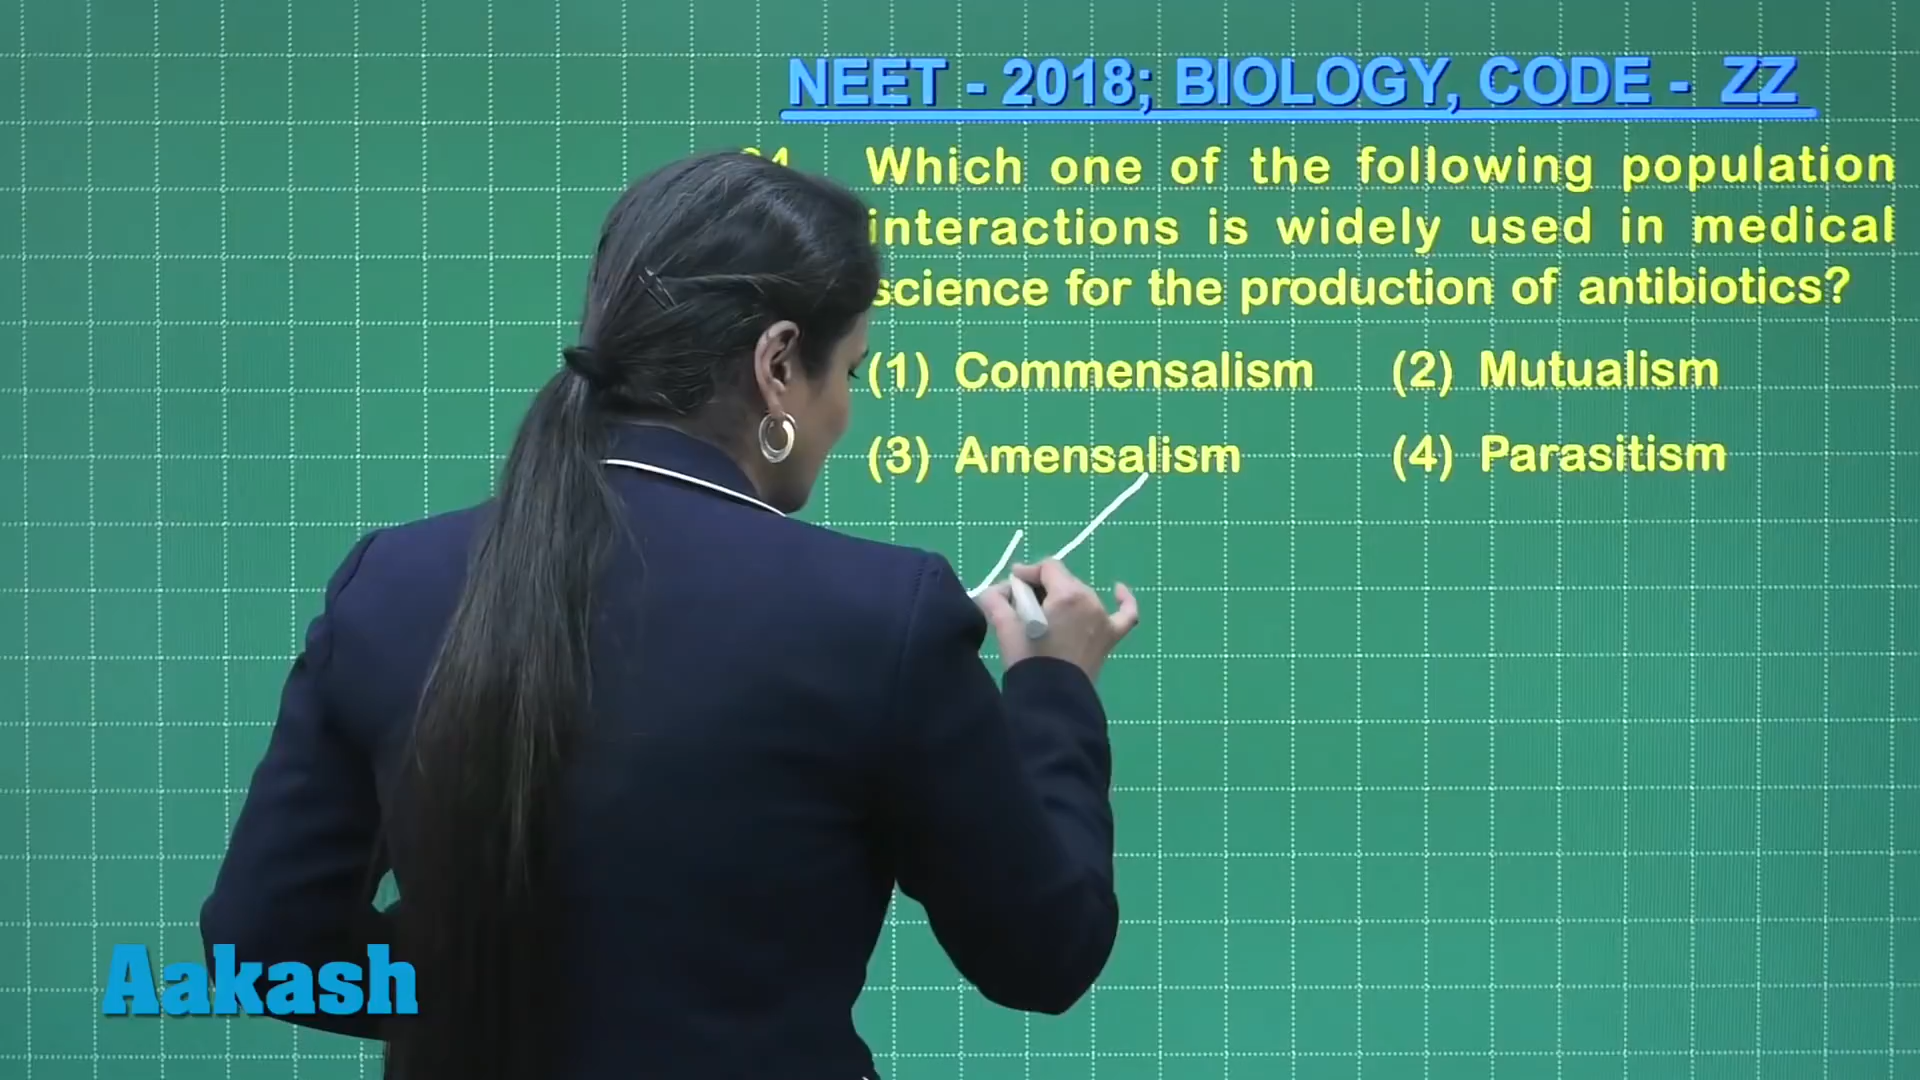 NEET - 2018; BIOLOGY, CODE - ZZ
Which one of the following population
interactions is widely used in medical
science for the production of antibiotics?
(1) Commensalism (2) Mutualism
(3) Amensalism (4) Parasitism
Aakash